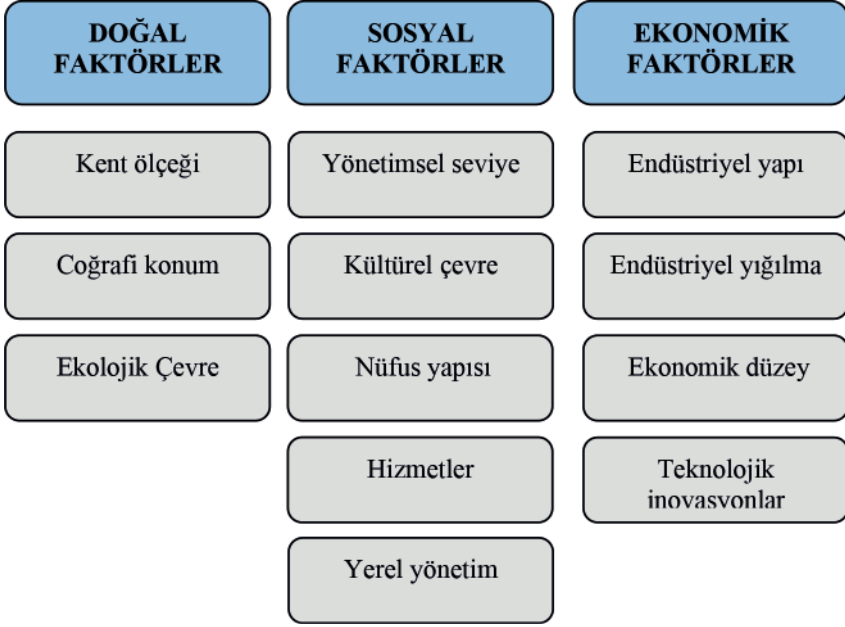 DOĞAL
FAKTÖRLER
SOSYAL
FAKTÖRLER
EKONOMİK
FAKTÖRLER
Kent ölçeği
Coğrafi konum
Ekolojik Çevre
Yönetimsel seviye
Kültürel çevre
Nüfus yapısı
Hizmetler
Yerel yönetim
Endüstriyel yapı
Endüstriyel yığılma
Ekonomik düzey
Teknolojik
inovasyonlar